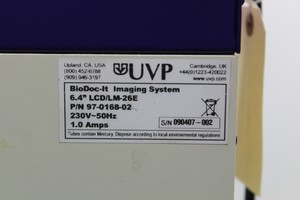 Upland, CA, USA
(800) 452-6788
(909) 946-3197
UVP
Cambridge, UK
+44(0)1223-420022
www.uvp.com
BioDoc-It Imaging System
6.4" LCD/LM-26E
P/N 97-0168-02
230V~50Hz
1.0 Amps
S/N 090407-002
Tubes contain Mercury, Dispose according to local environmental regulations